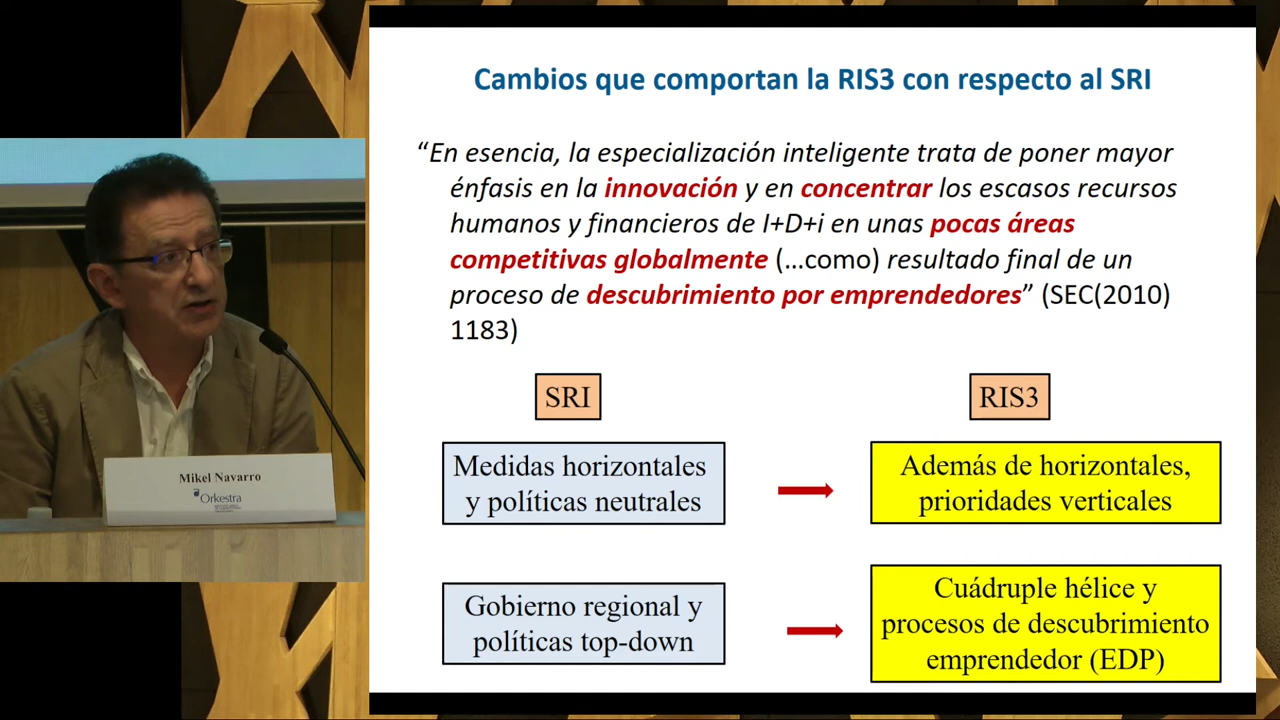 Cambios que comportan la RIS3 con respecto al SRI
“En esencia, la especialización inteligente trata de poner mayor
énfasis en la innovación y en concentrar los escasos recursos
humanos y financieros de I+D+i en unas pocas áreas
competitivas globalmente (…como) resultado final de un
proceso de descubrimiento por emprendedores” (SEC(2010)
1183)
SRI
RIS3
Medidas horizontales
y políticas neutrales
Además de horizontales,
prioridades verticales
Gobierno regional y
políticas top-down
Cuádruple hélice y
procesos de descubrimiento
emprendedor (EDP)
Mikel Navarro
Orkestra